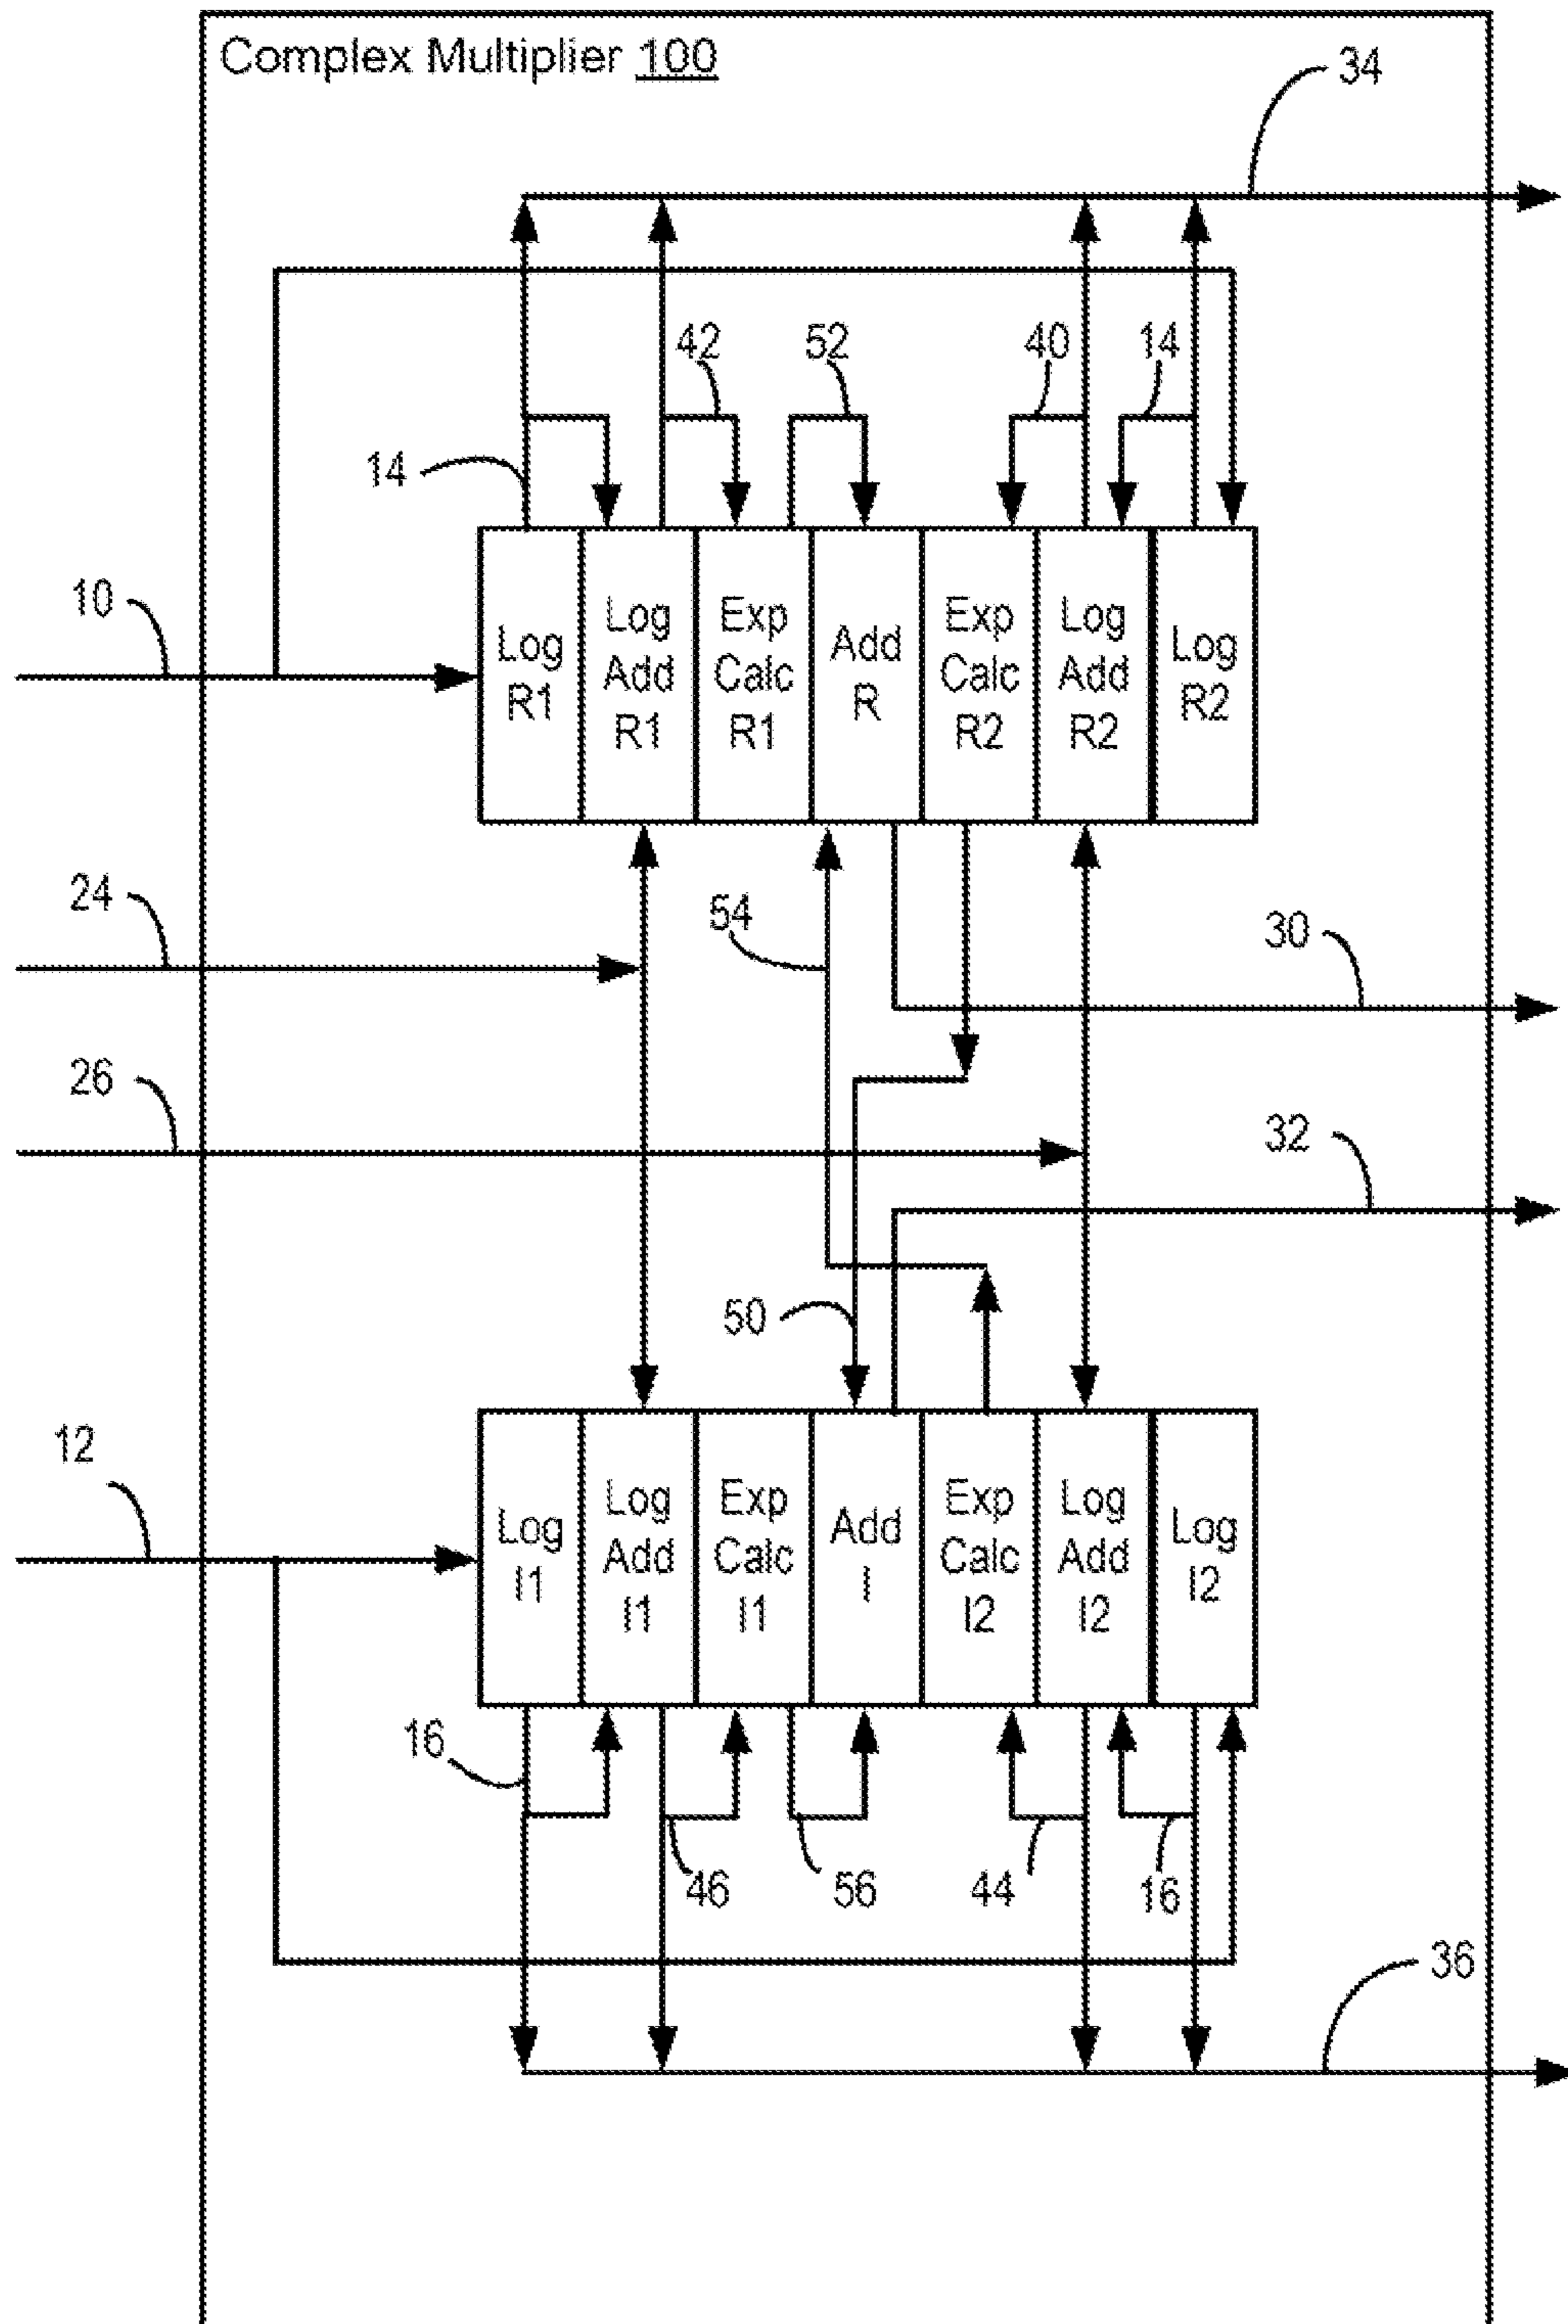 Complex Multiplier 100
34
42
52
40
14
14
10
Log R1
Log Add R1
Exp Calc R1
Add R
Exp Calc R2
Log Add R2
Log R2
24
54
30
26
32
50
12
Log I1
Log Add I1
Exp Calc I1
Add I
Exp Calc I2
Log Add I2
Log I2
16
46
56
44
16
36